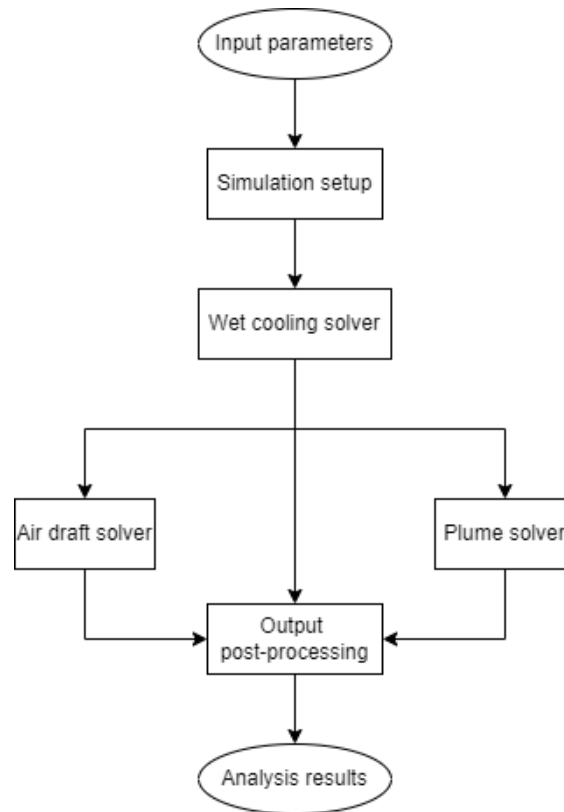 Input parameters
Simulation setup
Wet cooling solver
Air draft solver
Plume solver
Output
post-processing
Analysis results